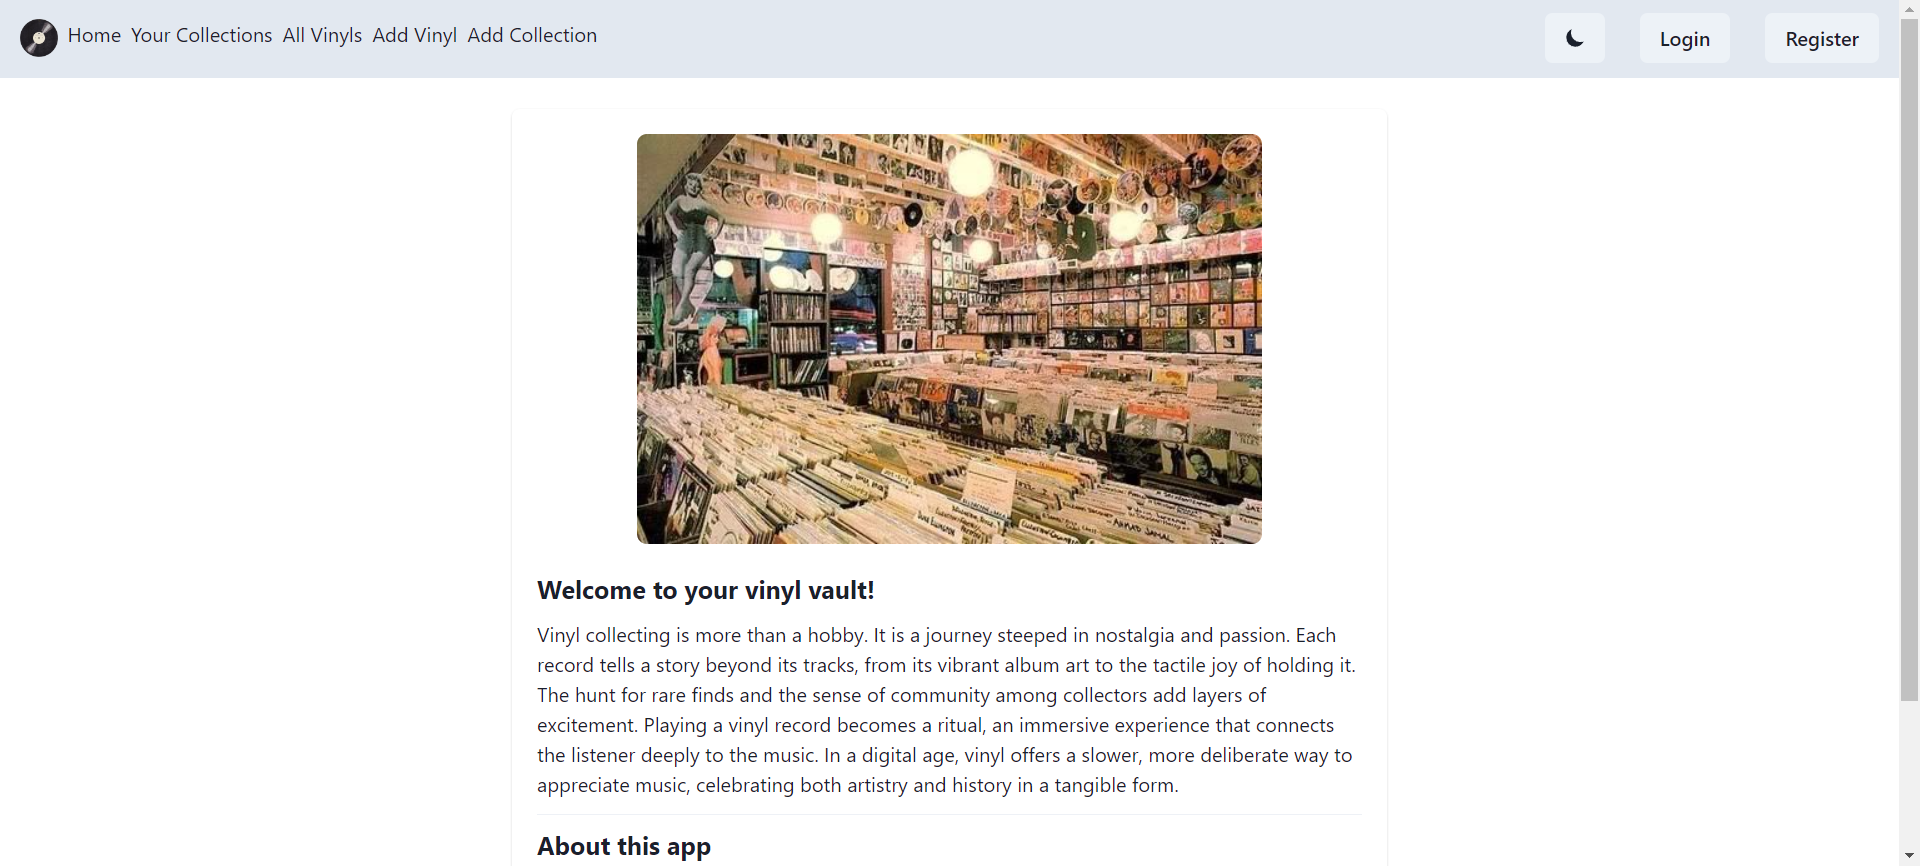 Home Your Collections All Vinyls Add Vinyl Add Collection Login Register
DUKE ELLINGTON
AHMAD JAMAL
Welcome to your vinyl vault!
Vinyl collecting is more than a hobby. It is a journey steeped in nostalgia and passion. Each
record tells a story beyond its tracks, from its vibrant album art to the tactile joy of holding it.
The hunt for rare finds and the sense of community among collectors add layers of
excitement. Playing a vinyl record becomes a ritual, an immersive experience that connects
the listener deeply to the music. In a digital age, vinyl offers a slower, more deliberate way to
appreciate music, celebrating both artistry and history in a tangible form.
About this app